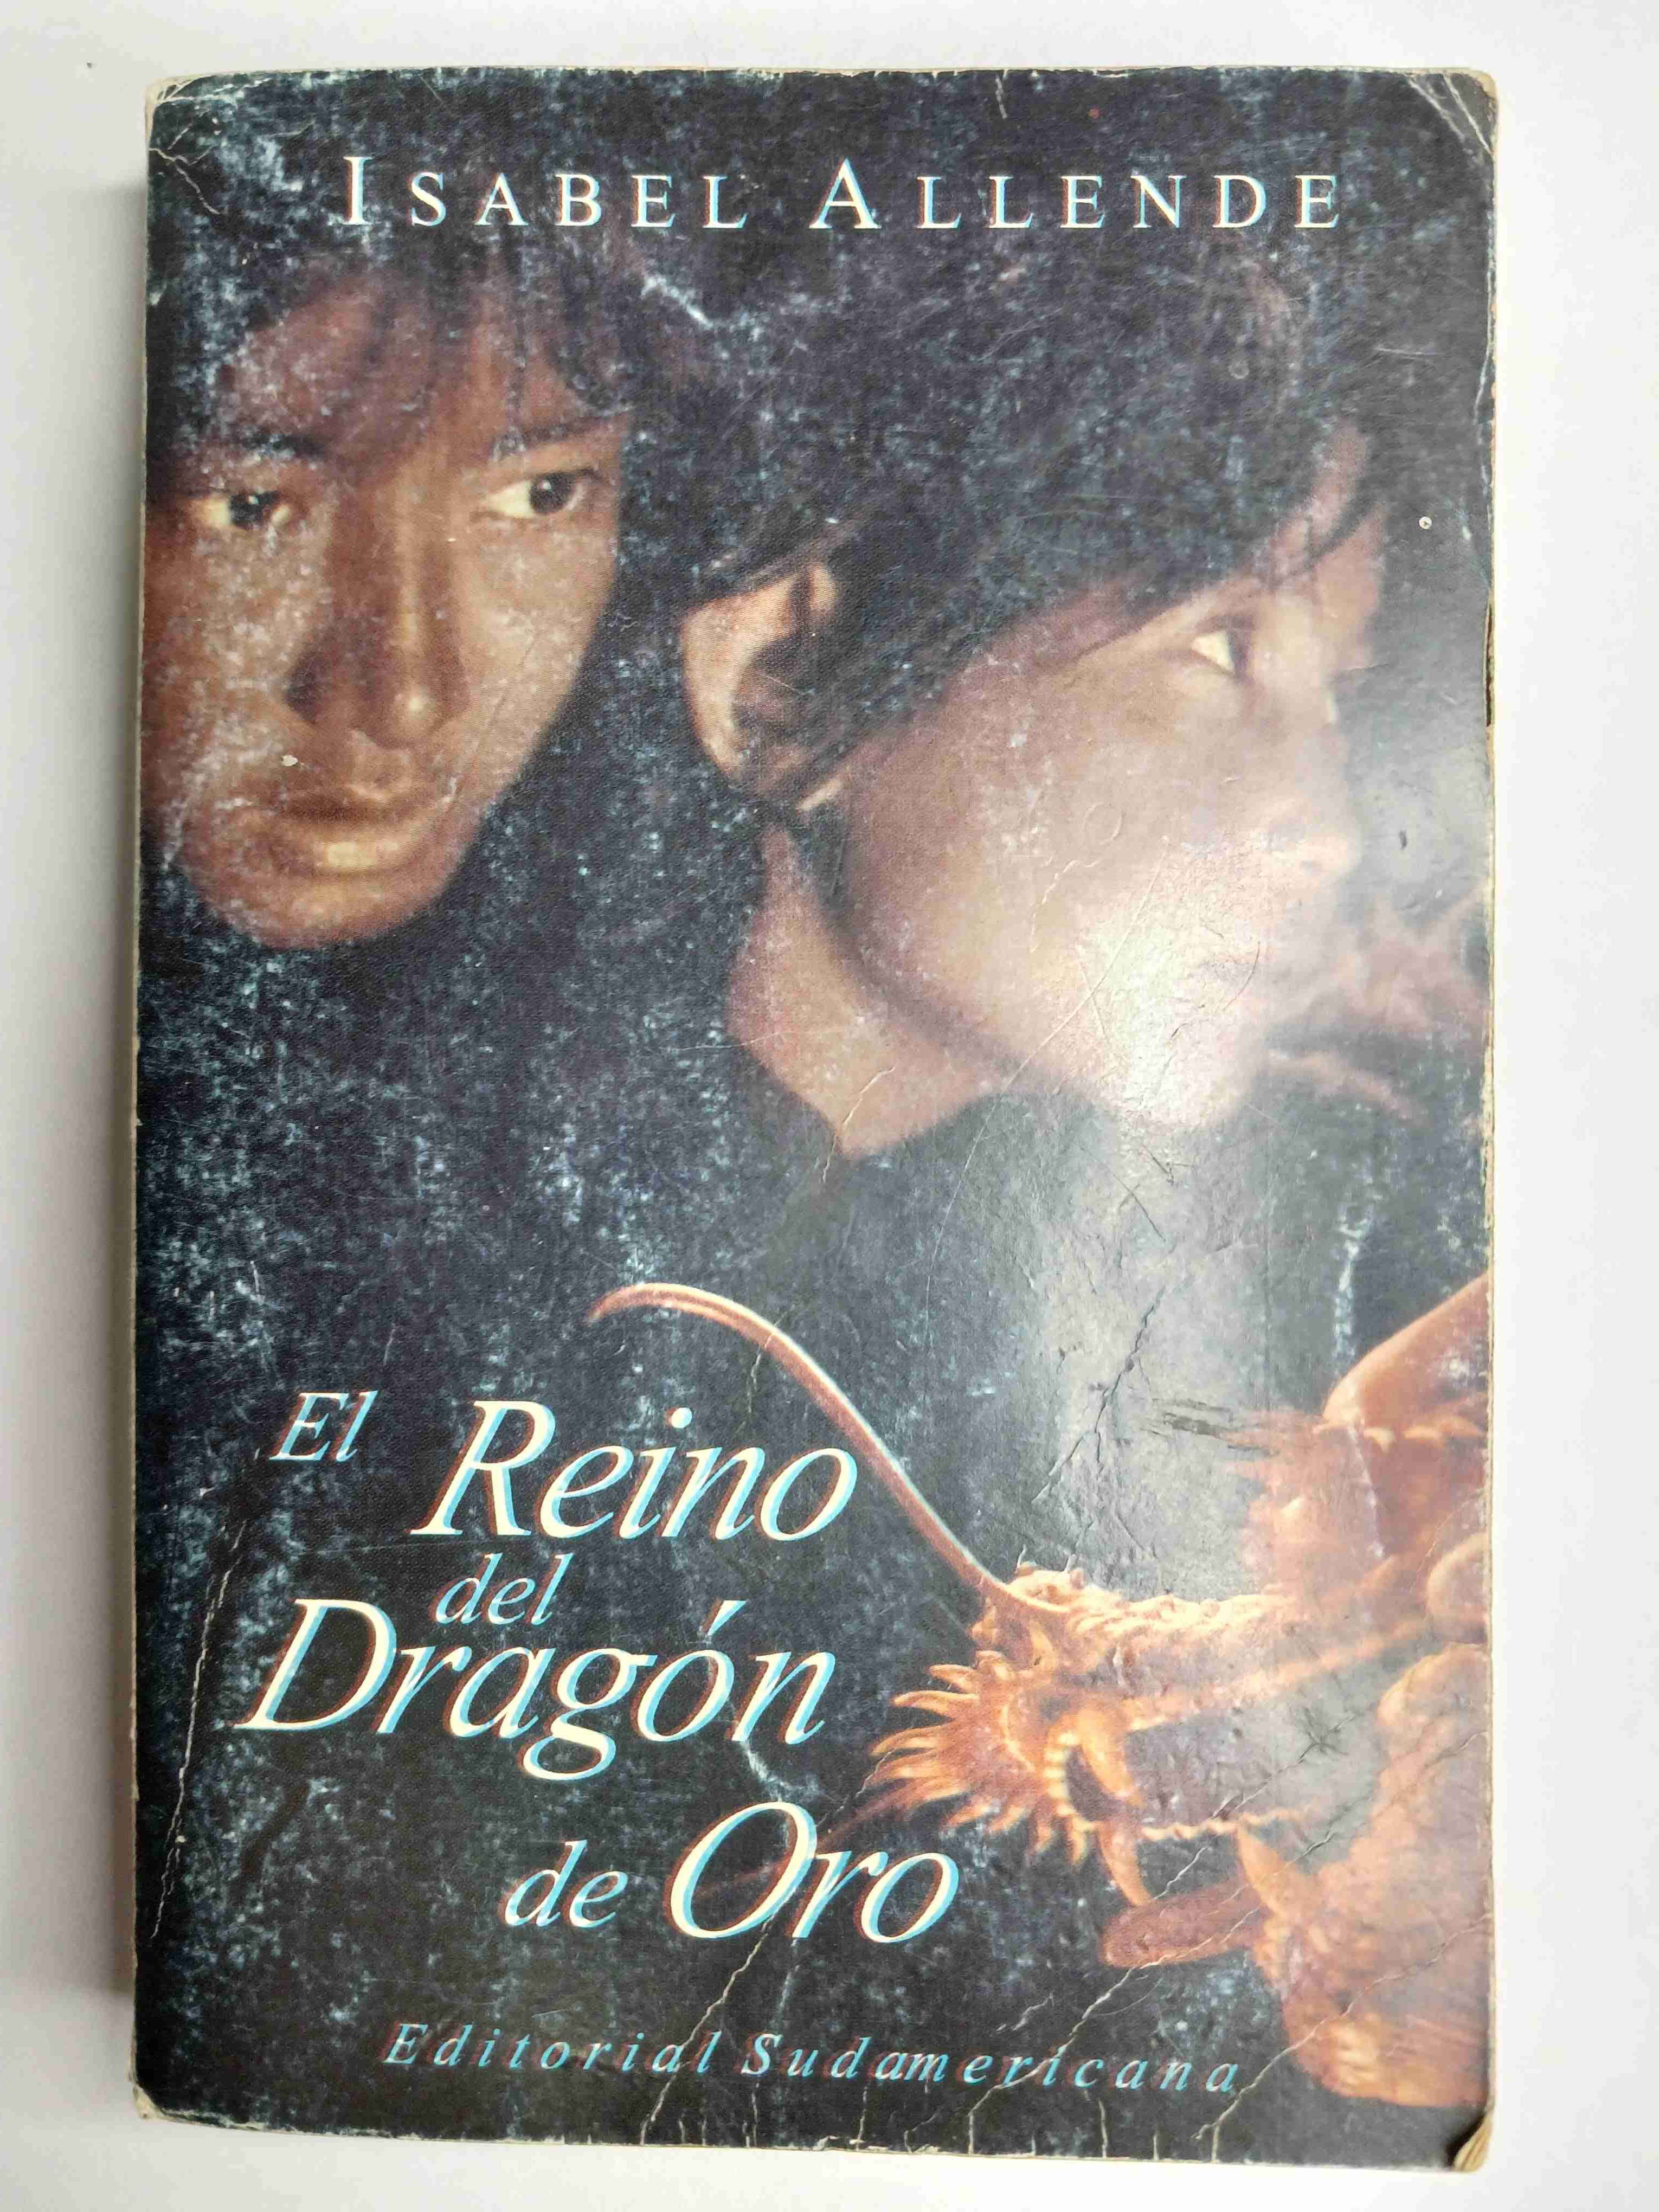 ISABEL ALLENDE
El Reino
del
Dragón
de Oro
Editorial Sudamericana